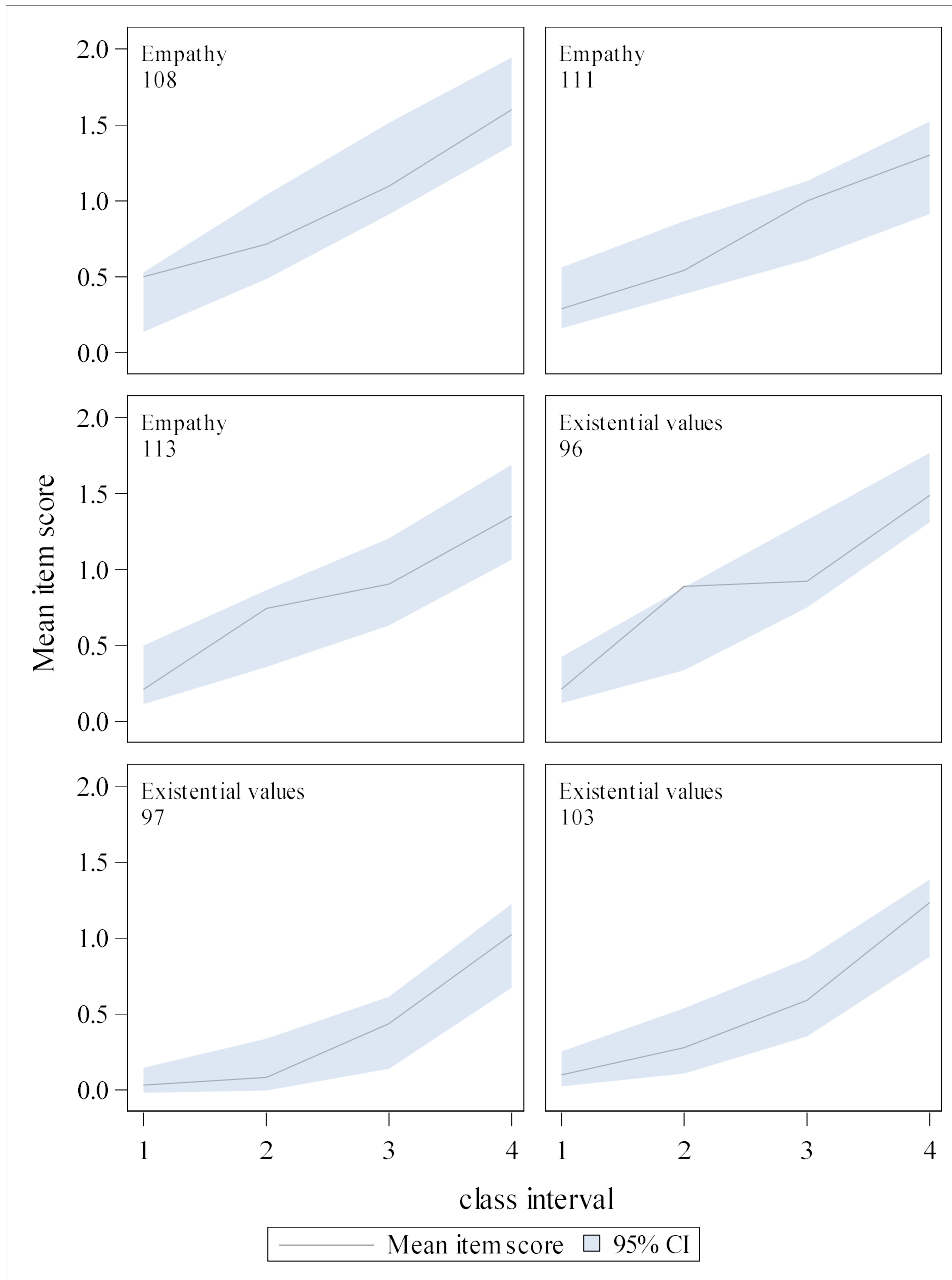 Empathy
108
Empathy
111
2.0
1.5
1.0
0.5
0.0
Empathy
113
Existential values
96
2.0
1.5
1.0
0.5
0.0
Existential values
97
Existential values
103
2.0
1.5
1.0
0.5
0.0
Mean item score
1 2 3 4 1 2 3 4
class interval
Mean item score 95% CI